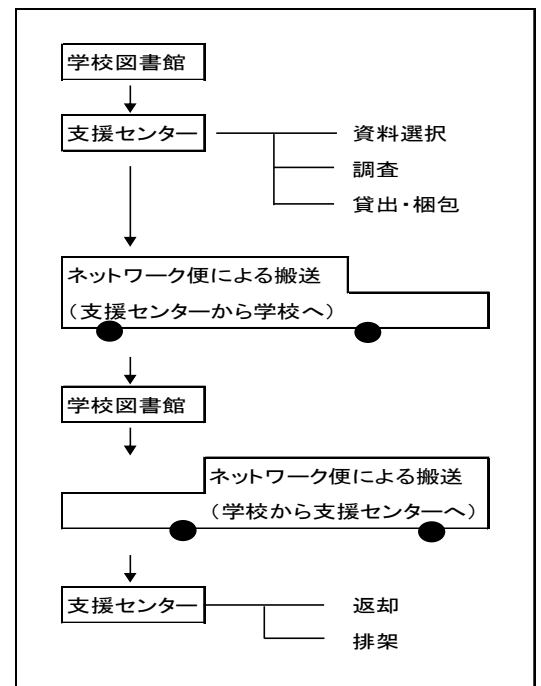 学校図書館
支援センター
資料選択
調査
貸出・梱包
ネットワーク便による搬送
（支援センターから学校へ）
学校図書館
ネットワーク便による搬送
（学校から支援センターへ）
支援センター
返却
排架